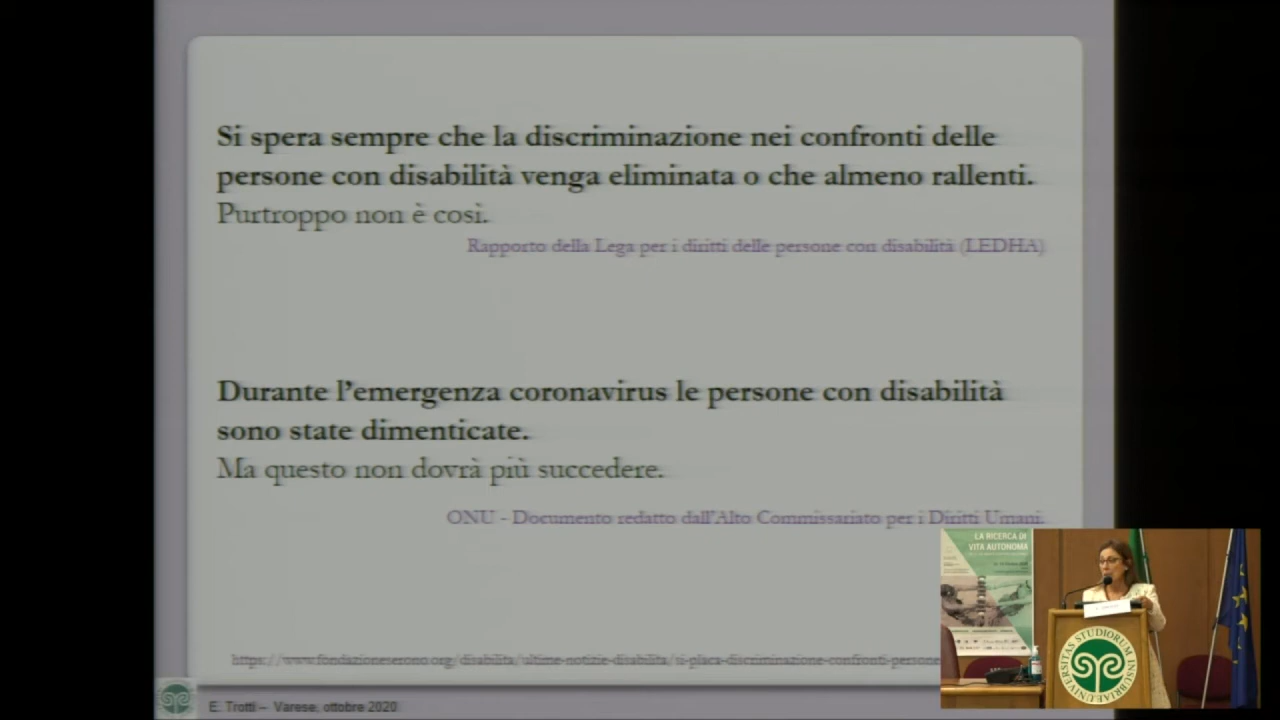 Si spera sempre che la discriminazione nei confronti delle
persone con disabilità venga eliminata o che almeno rallenti.
Purtroppo non è così.
Rapporto della Lega per i diritti delle persone con disabilità (LEDHA)
Durante l'emergenza coronavirus le persone con disabilità
sono state dimenticate.
Ma questo non dovrà più succedere.
ONU - Documento redatto dall'Alto Commissariato per i Diritti Umani.
https://www.fondazioneserono.org/disabilita/ultime-notizie-disabilita/si-placa-discriminazione-confronti-persone
E. Trotti – Varese, ottobre 2020
LA RICERCA DI
VITA AUTONOMA
UNIVERSITAS STUDIORUM INSUBRIAE